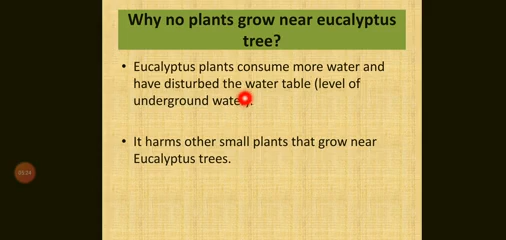 Why no plants grow near eucalyptus
tree?
• Eucalyptus plants consume more water and
have disturbed the water table (level of
underground water).
• It harms other small plants that grow near
Eucalyptus trees.